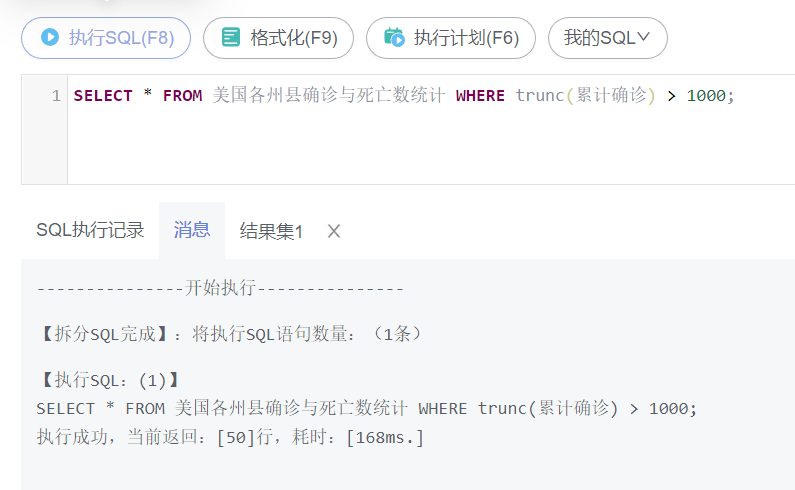 执行SQL(F8) 格式化(F9) 执行计划(F6) 我的SQL
1 SELECT * FROM 美国各州县确诊与死亡数统计 WHERE trunc(累计确诊) > 1000;
SQL执行记录 消息 结果集1 X
---------------开始执行---------------
【拆分SQL完成】：将执行SQL语句数量：（1条）
【执行SQL：(1)】
SELECT * FROM 美国各州县确诊与死亡数统计 WHERE trunc(累计确诊) > 1000;
执行成功，当前返回：[50]行，耗时：[168ms.]